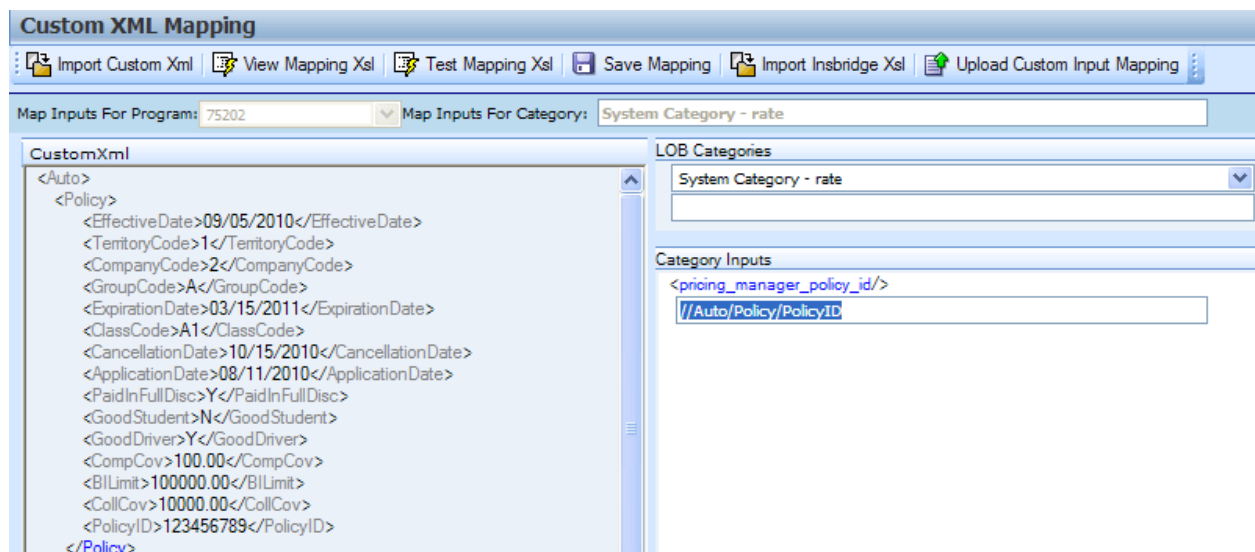 Custom XML Mapping
Import Custom Xml View Mapping Xsl Test Mapping Xsl Save Mapping Import Insbridge Xsl Upload Custom Input Mapping
Map Inputs For Program: 75202 Map Inputs For Category: System Category - rate
CustomXml
<Auto>
<Policy>
<EffectiveDate>09/05/2010</EffectiveDate>
<TerritoryCode>1</TerritoryCode>
<CompanyCode>2</CompanyCode>
<GroupCode>A</GroupCode>
<ExpirationDate>03/15/2011</ExpirationDate>
<ClassCode>A1</ClassCode>
<CancellationDate>10/15/2010</CancellationDate>
<ApplicationDate>08/11/2010</ApplicationDate>
<PaidInFullDisc>Y</PaidInFullDisc>
<GoodStudent>N</GoodStudent>
<GoodDriver>Y</GoodDriver>
<CompCov>100.00</CompCov>
<BILimit>100000.00</BILimit>
<CollCov>10000.00</CollCov>
<PolicyID>123456789</PolicyID>
</Policy>
LOB Categories
System Category - rate
Category Inputs
<pricing_manager_policy_id/>
//Auto/Policy/PolicyID